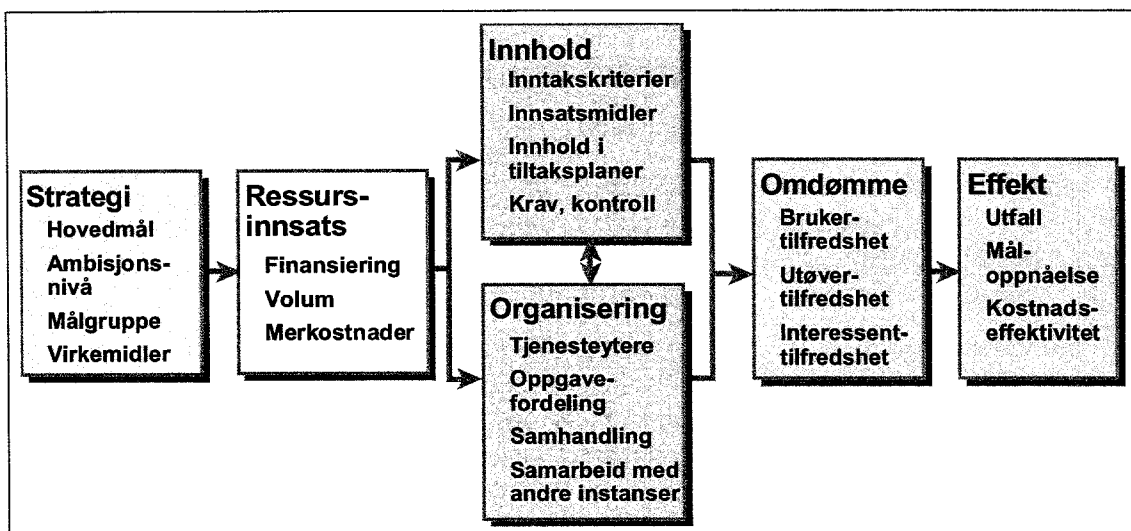 Strategi
Hovedmål
Ambisjons-
nivå
Målgruppe
Virkemidler
Ressurs-
innsats
Finansiering
Volum
Merkostnader
Innhold
Inntakskriterier
Innsatsmidler
Innhold i
tiltaksplaner
Krav, kontroll
Organisering
Tjenesteytere
Oppgave-
fordeling
Samhandling
Samarbeid med
andre instanser
Omdømme
Bruker-
tilfredshet
Utøver-
tilfredshet
Interessent-
tilfredshet
Effekt
Utfall
Mål-
oppnåelse
Kostnads-
effektivitet